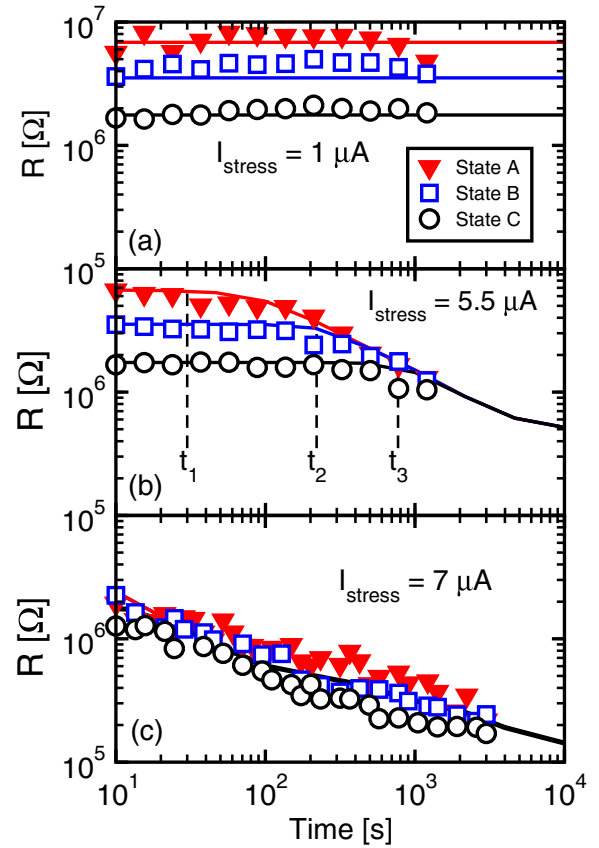 10^7
R [Ω]
10^6
I_stress = 1 μA
State A
State B
State C
(a)
10^5
I_stress = 5.5 μA
R [Ω]
10^6
t_1 t_2 t_3
(b)
10^5
I_stress = 7 μA
R [Ω]
10^6
(c)
10^5
10^1 10^2 10^3 10^4
Time [s]